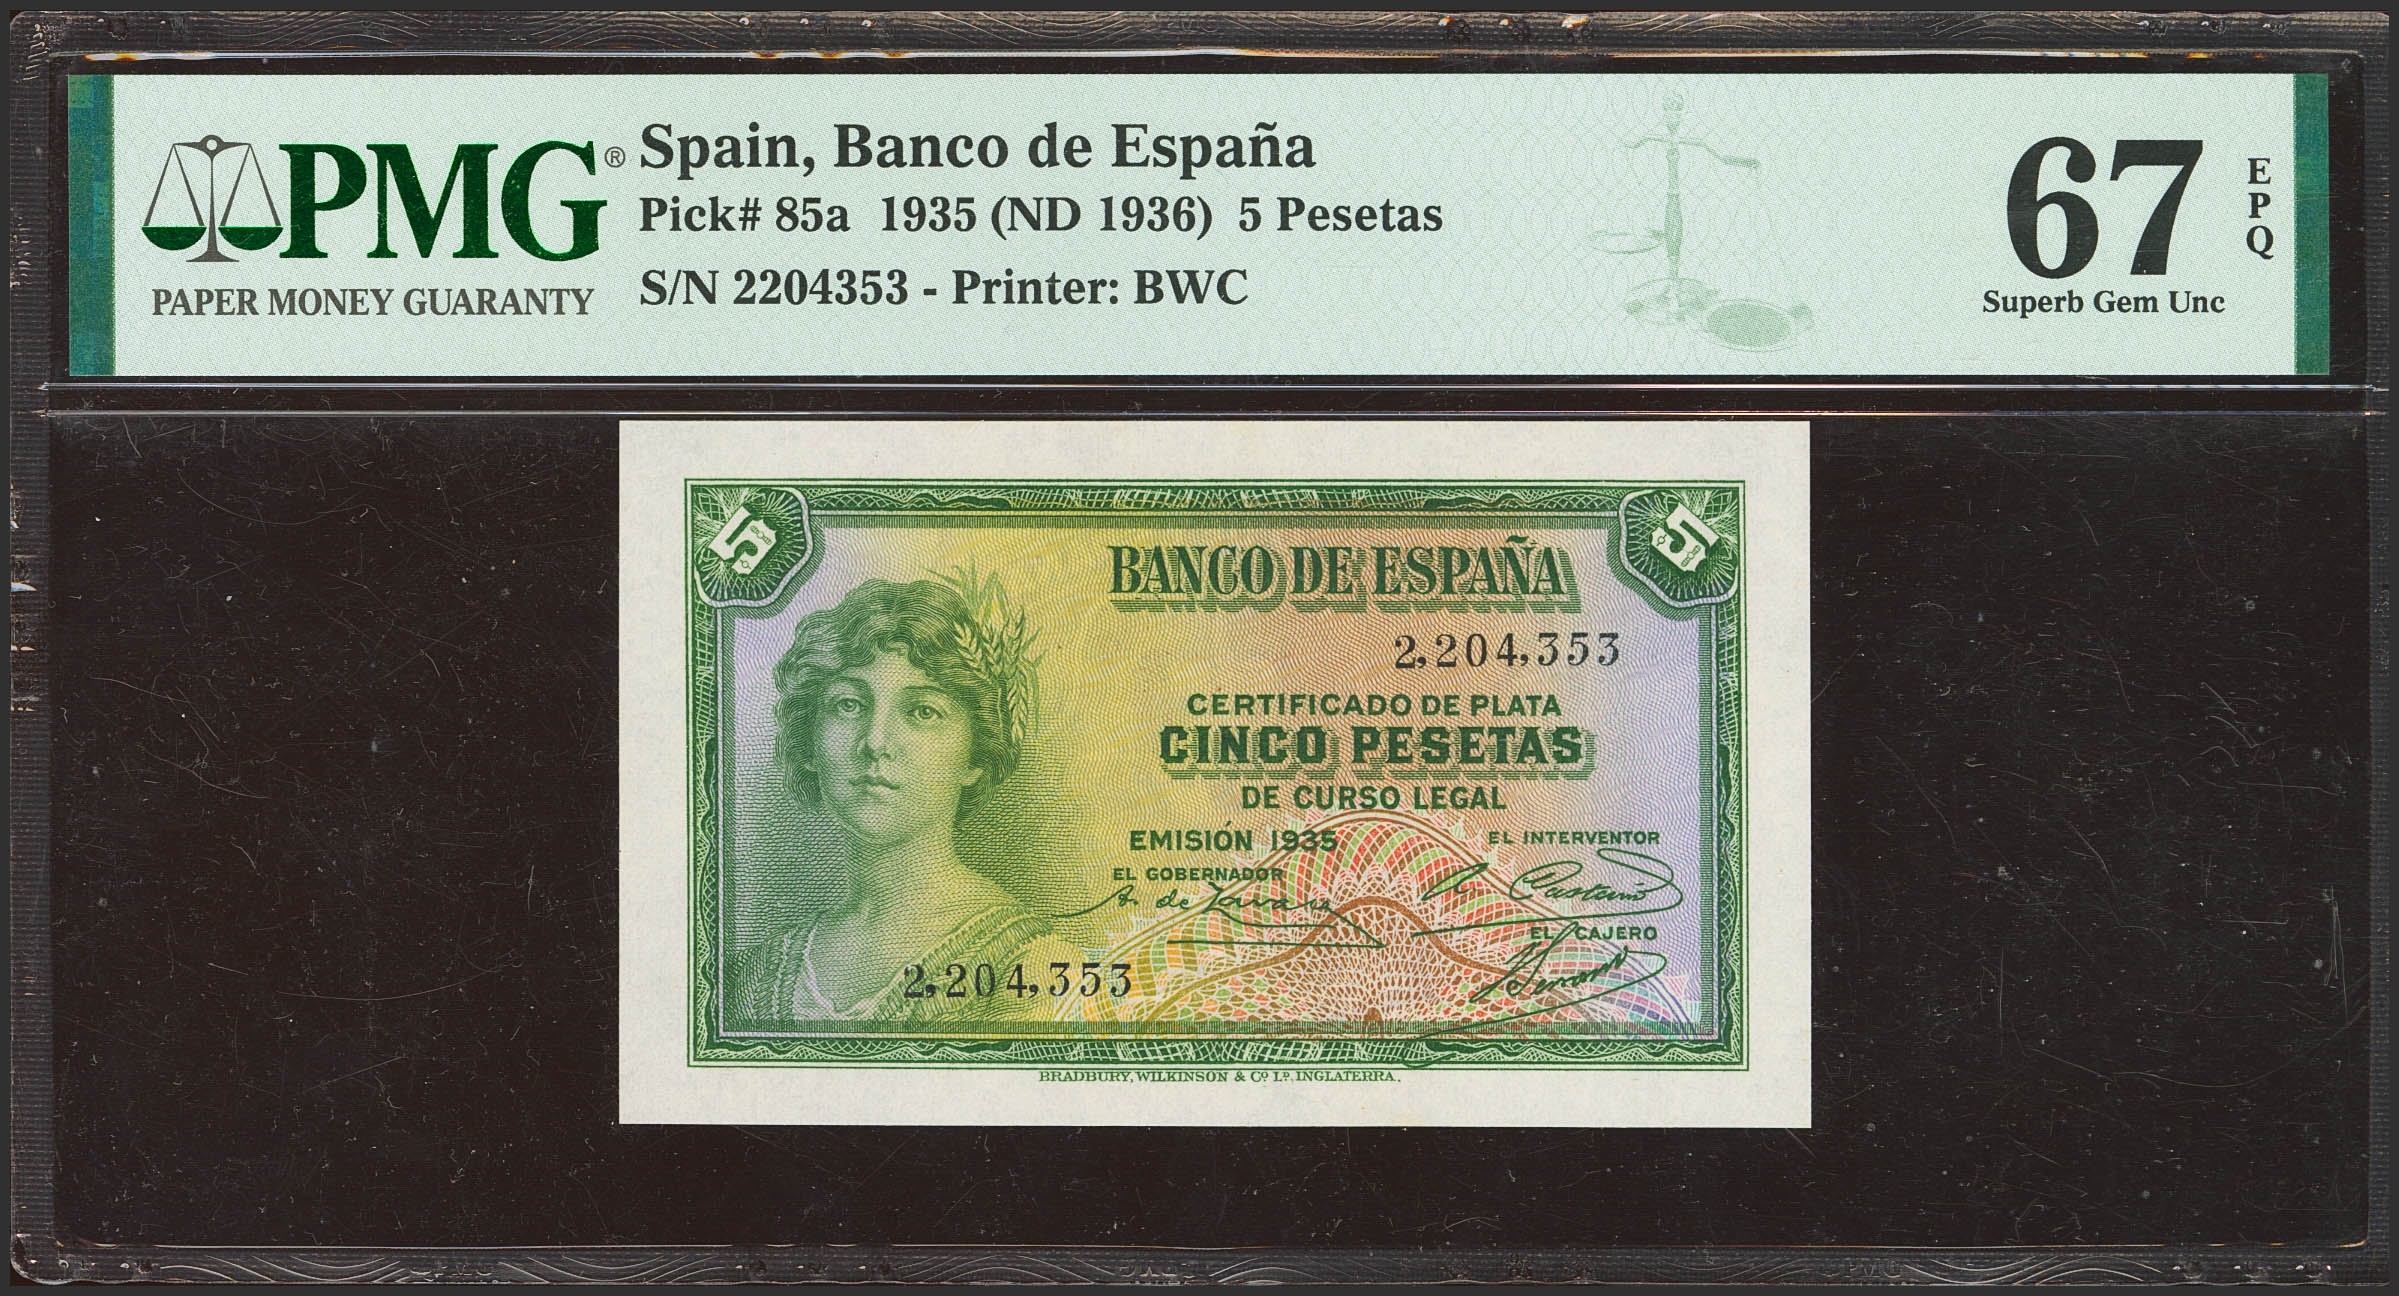 PMG®
PAPER MONEY GUARANTY
Spain, Banco de España
Pick# 85a 1935 (ND 1936) 5 Pesetas
S/N 2204353 - Printer: BWC
67
EPQ
Superb Gem Unc
5
5
BANCO DE ESPAÑA
2,204,353
CERTIFICADO DE PLATA
CINCO PESETAS
DE CURSO LEGAL
EMISIÓN 1935
EL INTERVENTOR
EL GOBERNADOR
A. de Zavala
EL CAJERO
2,204,353
BRADBURY, WILKINSON & Cº Lº, INGLATERRA.